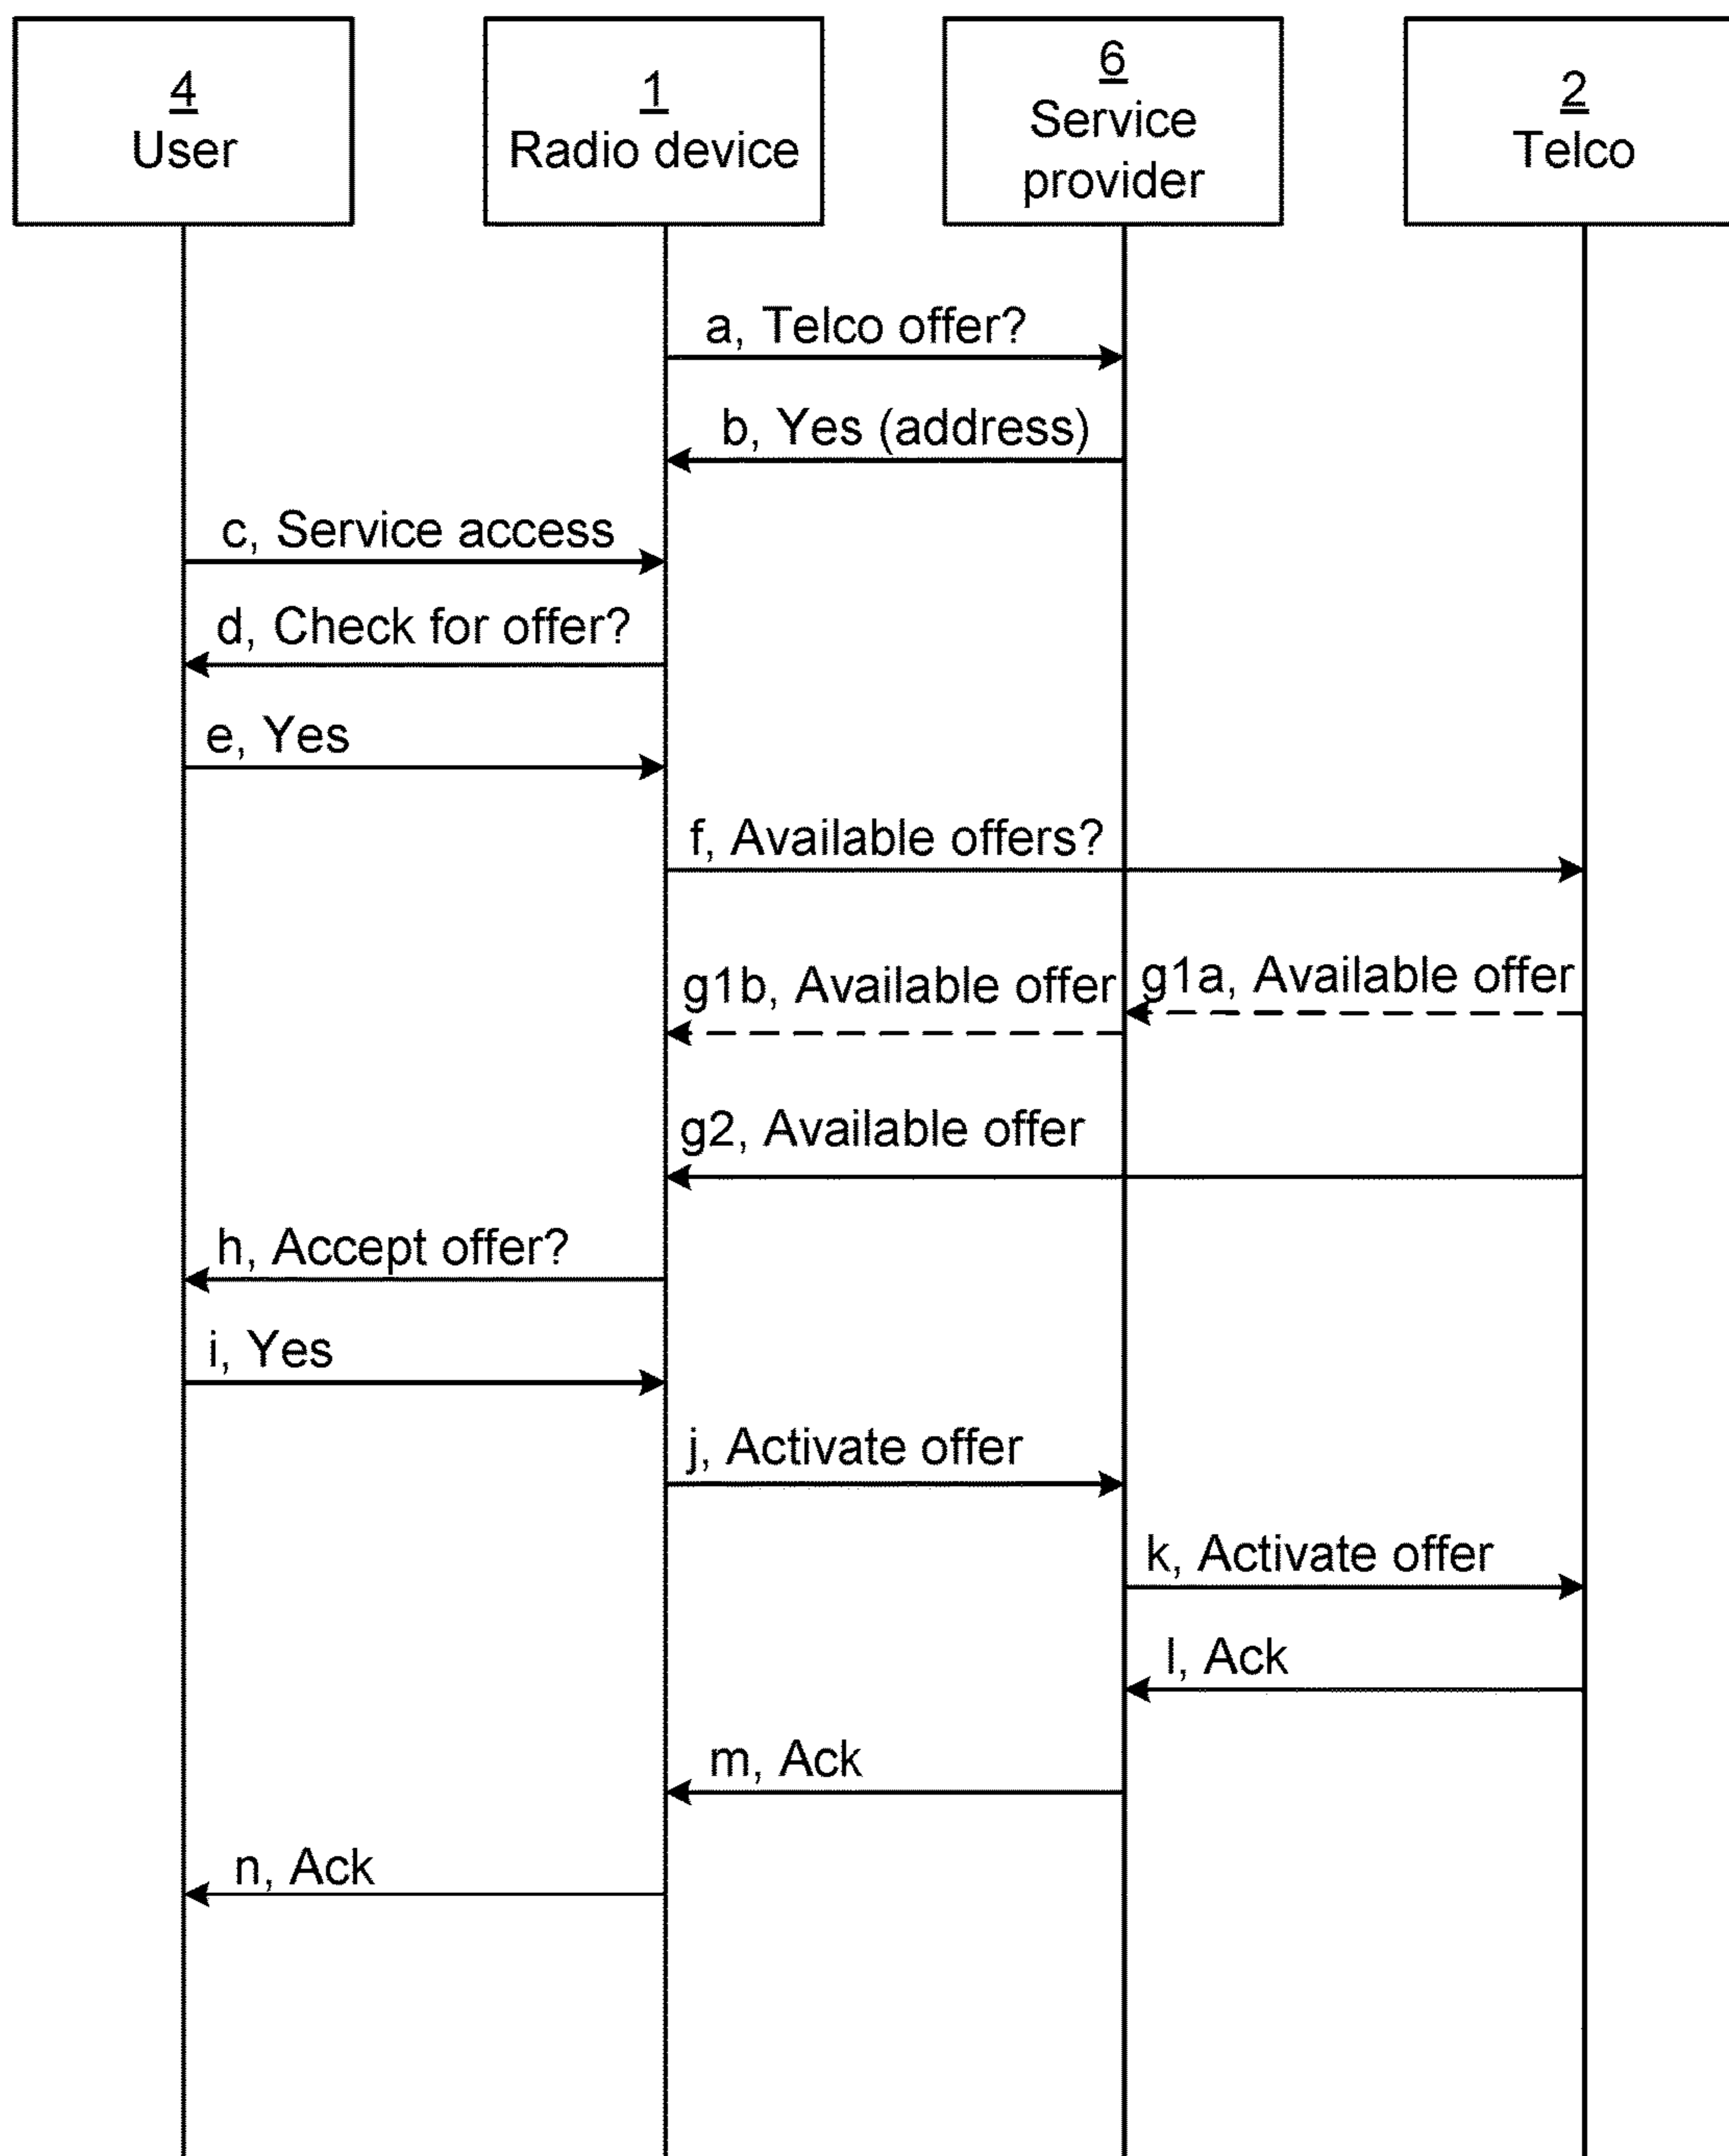 4
User
1
Radio device
6
Service
provider
2
Telco
a, Telco offer?
b, Yes (address)
c, Service access
d, Check for offer?
e, Yes
f, Available offers?
g1b, Available offer
g1a, Available offer
g2, Available offer
h, Accept offer?
i, Yes
j, Activate offer
k, Activate offer
l, Ack
m, Ack
n, Ack